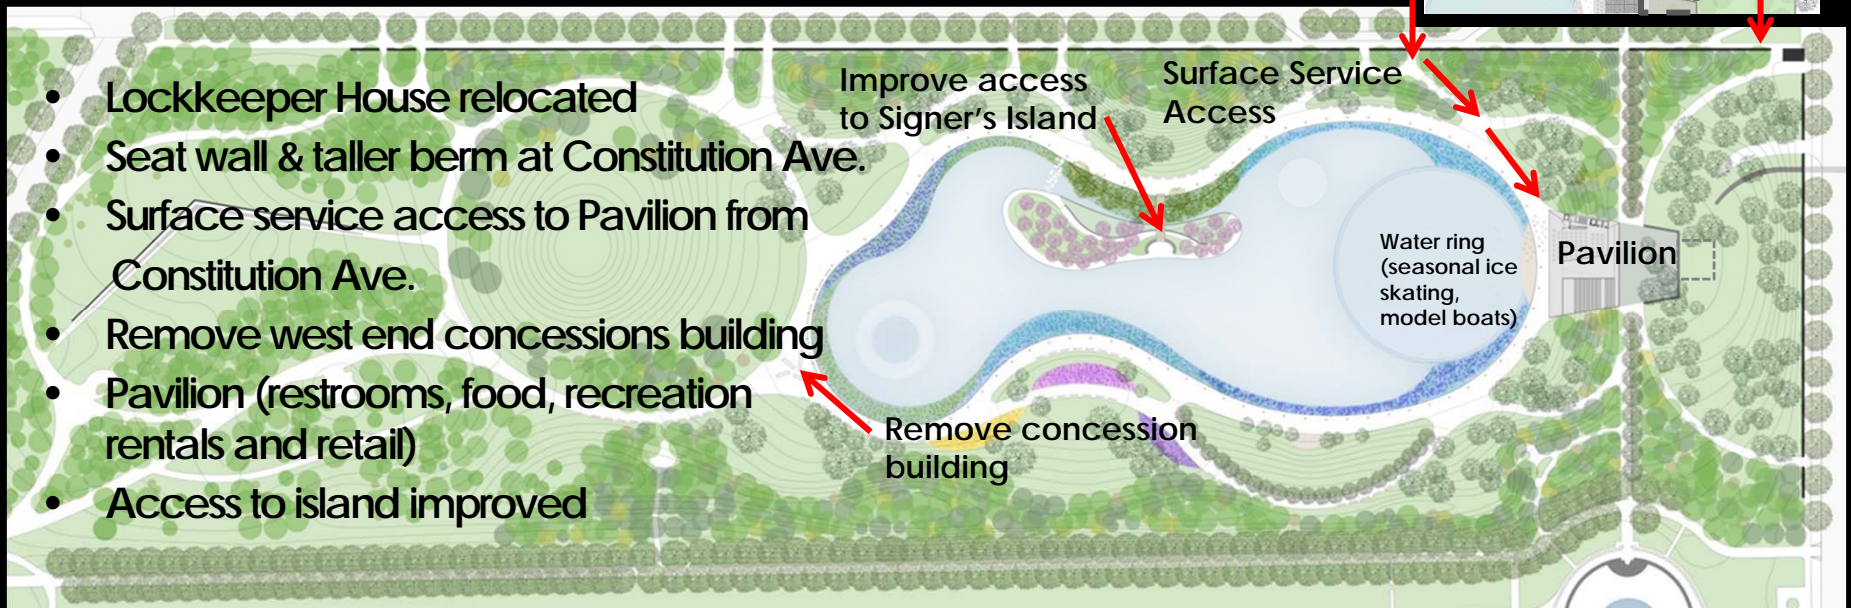 • Lockkeeper House relocated
• Seat wall & taller berm at Constitution Ave.
• Surface service access to Pavilion from
Constitution Ave.
• Remove west end concessions building
• Pavilion (restrooms, food, recreation
rentals and retail)
• Access to island improved
Improve access
to Signer's Island
Surface Service
Access
Water ring
(seasonal ice
skating,
model boats)
Pavilion
Remove concession
building